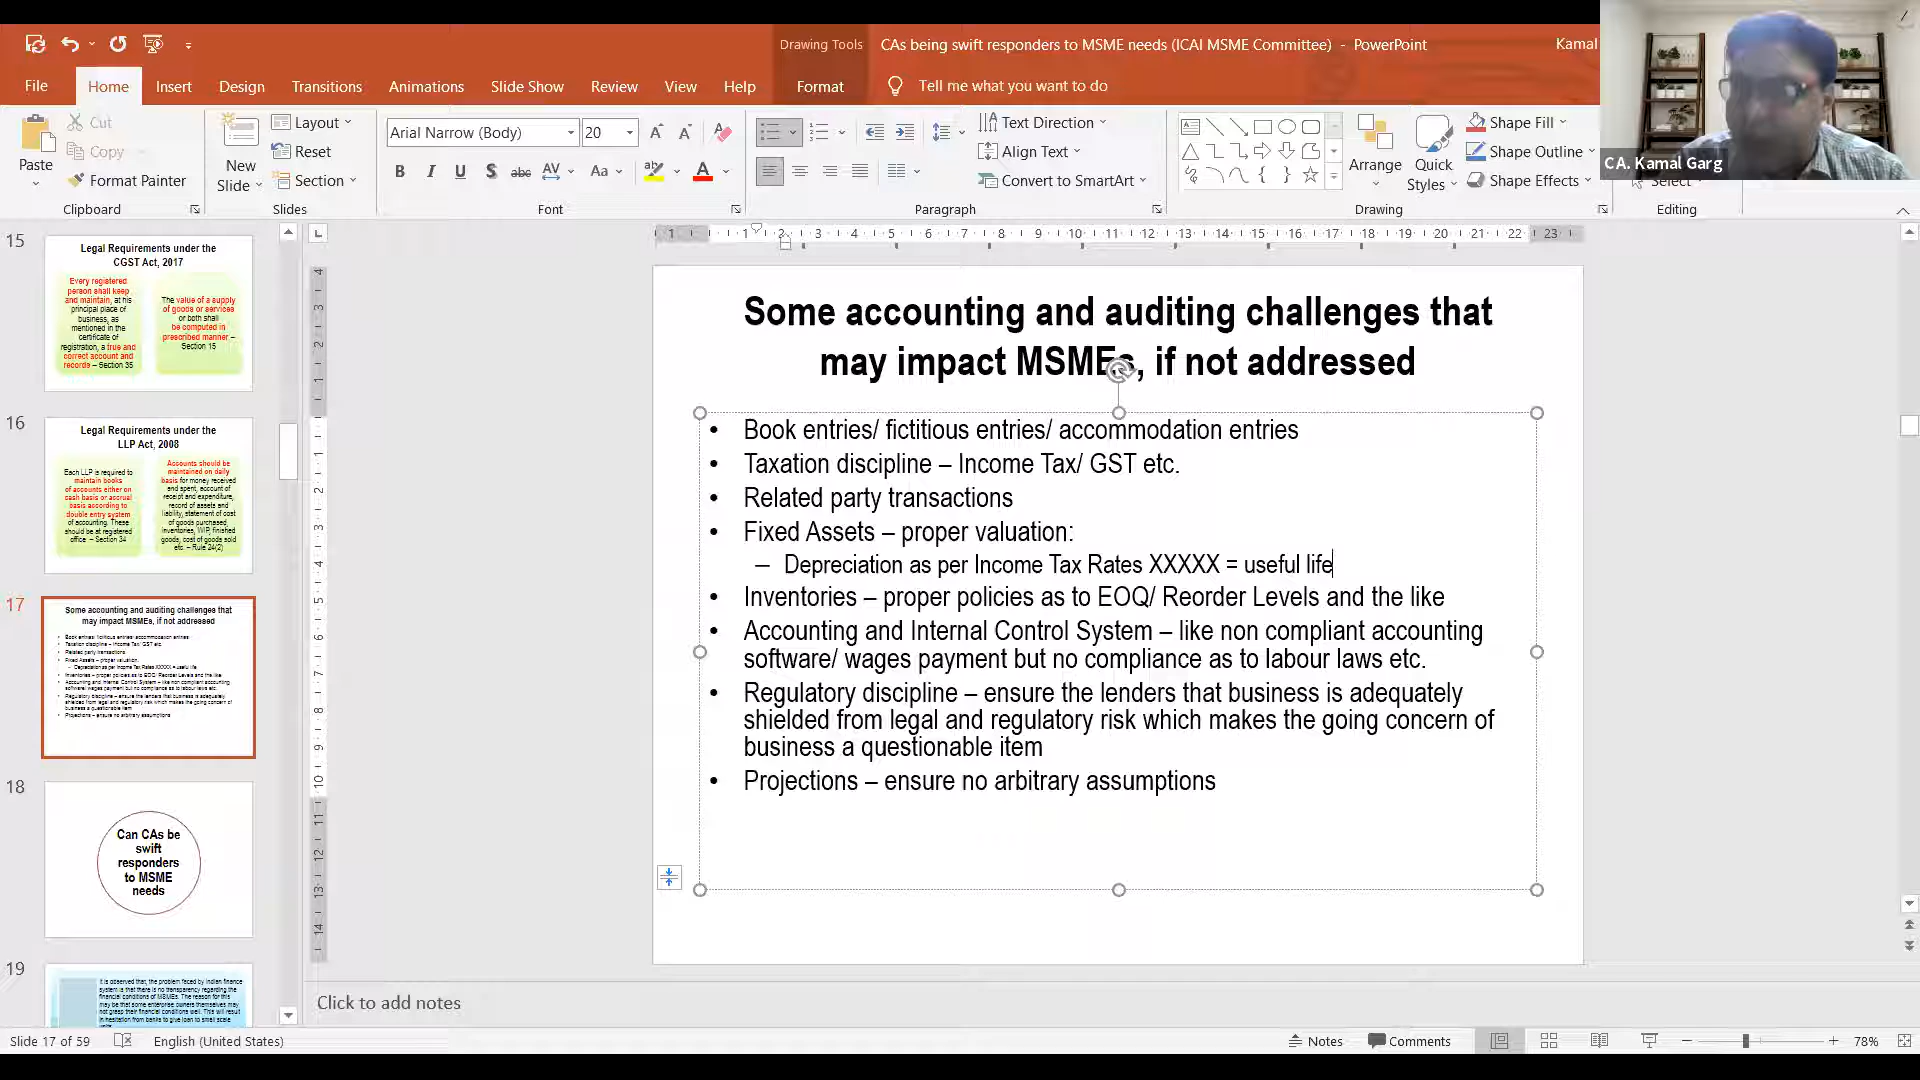 Drawing Tools
CAs being swift responders to MSME needs (ICAI MSME Committee) - PowerPoint
Kamal
File Home Insert Design Transitions Animations Slide Show Review View Help Format Tell me what you want to do
Paste
Cut
Copy
Format Painter
Clipboard
New Slide
Layout
Reset
Section
Slides
Arial Narrow (Body) 20
B I U S abc AV Aa A
Font
Text Direction
Align Text
Convert to SmartArt
Paragraph
Arrange
Quick Styles
Shape Fill
Shape Outline
Shape Effects
Drawing
Select
Editing
CA. Kamal Garg
15
Legal Requirements under the
CGST Act, 2017
Every registered
person shall keep
and maintain, at his
principal place of
business, as
mentioned in the
certificate of
registration, a true and
correct account and
records – Section 35
The value of a supply
of goods or services
or both shall
be computed in
prescribed manner –
Section 15
16
Legal Requirements under the
LLP Act, 2008
Each LLP is required to
maintain books
of accounts either on
cash basis or accrual
basis according to
double entry system
of accounting. These
should be at registered
office – Section 34
Accounts should be
maintained on daily
basis for money received
and spent, account of
receipt and expenditure,
record of assets and
liability, statement of cost
of goods purchased,
inventories, WIP, finished
goods, cost of goods sold
etc. – Rule 24(2)
17
Some accounting and auditing challenges that
may impact MSMEs, if not addressed
Book entries/ fictitious entries/ accommodation entries
Taxation discipline – Income Tax/ GST etc.
Related party transactions
Fixed Assets – proper valuation:
Depreciation as per Income Tax Rates XXXXX = useful life
Inventories – proper policies as to EOQ/ Reorder Levels and the like
Accounting and Internal Control System – like non compliant accounting
software/ wages payment but no compliance as to labour laws etc.
Regulatory discipline – ensure the lenders that business is adequately
shielded from legal and regulatory risk which makes the going concern of
business a questionable item
Projections – ensure no arbitrary assumptions
18
Can CAs be
swift
responders
to MSME
needs
19
It is observed that, the problem faced by Indian finance
system is that there is no transparency regarding the
financial conditions of MSMEs. The reason for this
may be that some enterprise owners themselves may
not grasp their financial conditions well. This will result
in hesitation from banks to give loan to small scale
Some accounting and auditing challenges that
may impact MSMEs, if not addressed
• Book entries/ fictitious entries/ accommodation entries
• Taxation discipline – Income Tax/ GST etc.
• Related party transactions
• Fixed Assets – proper valuation:
– Depreciation as per Income Tax Rates XXXXX = useful life
• Inventories – proper policies as to EOQ/ Reorder Levels and the like
• Accounting and Internal Control System – like non compliant accounting
software/ wages payment but no compliance as to labour laws etc.
• Regulatory discipline – ensure the lenders that business is adequately
shielded from legal and regulatory risk which makes the going concern of
business a questionable item
• Projections – ensure no arbitrary assumptions
Click to add notes
Slide 17 of 59 English (United States) Notes Comments 78%